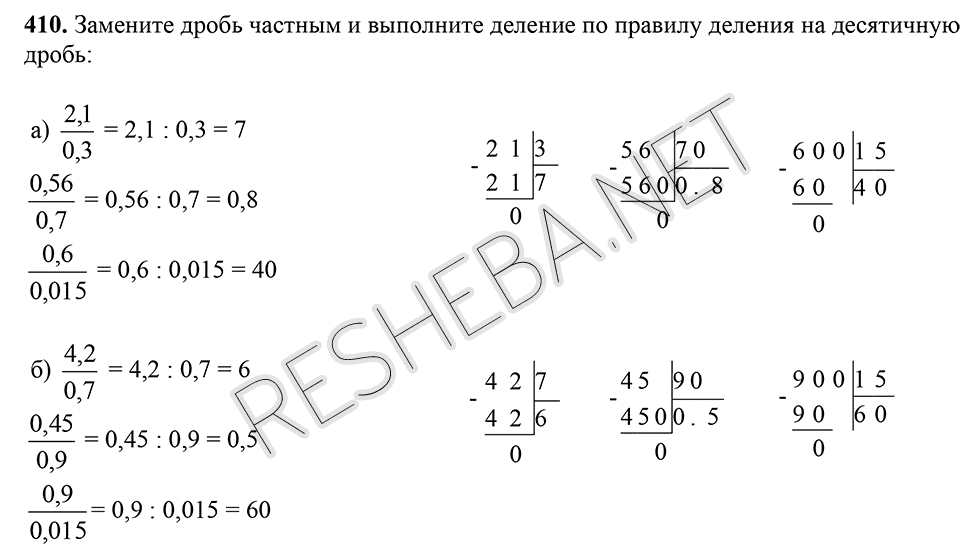 410. Замените дробь частным и выполните деление по правилу деления на десятичную
дробь:
а) 2,1/0,3 = 2,1 : 0,3 = 7
0,56/0,7 = 0,56 : 0,7 = 0,8
0,6/0,015 = 0,6 : 0,015 = 40
2 1 3
- 2 1 7
0
5 6 7 0
- 5 6 0 0 . 8
0
6 0 0 1 5
- 6 0 4 0
0
б) 4,2/0,7 = 4,2 : 0,7 = 6
0,45/0,9 = 0,45 : 0,9 = 0,5
0,9/0,015 = 0,9 : 0,015 = 60
4 2 7
- 4 2 6
0
4 5 9 0
- 4 5 0 0 . 5
0
9 0 0 1 5
- 9 0 6 0
0
RESHEBA.NET